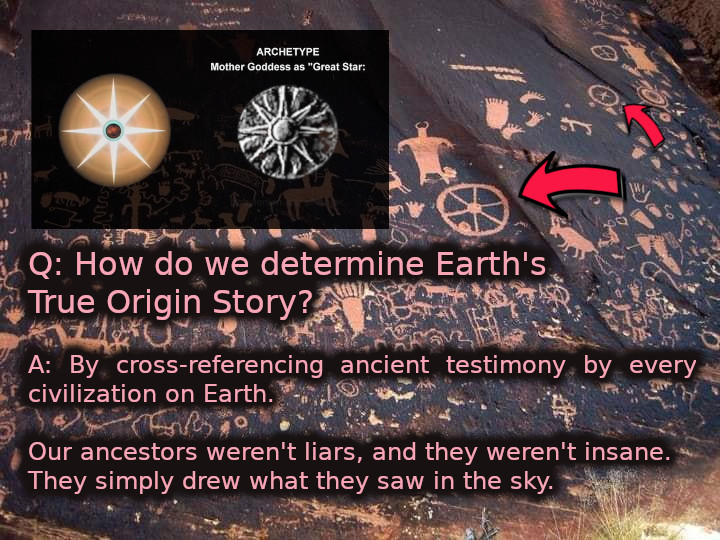 ARCHETYPE
Mother Goddess as "Great Star:
Q: How do we determine Earth's
True Origin Story?
A: By cross-referencing ancient testimony by every
civilization on Earth.
Our ancestors weren't liars, and they weren't insane.
They simply drew what they saw in the sky.